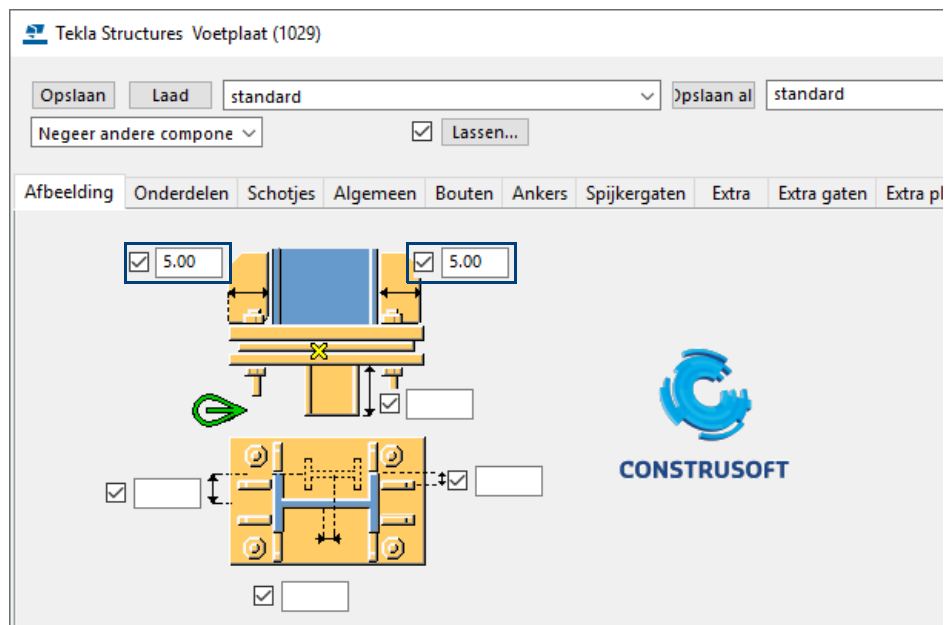 Tekla Structures Voetplaat (1029)
Opslaan Laad standard Opslaan al standard
Negeer andere compone Lassen...
Afbeelding Onderdelen Schotjes Algemeen Bouten Ankers Spijkergaten Extra Extra gaten Extra pl
5.00 5.00
CONSTRUSOFT